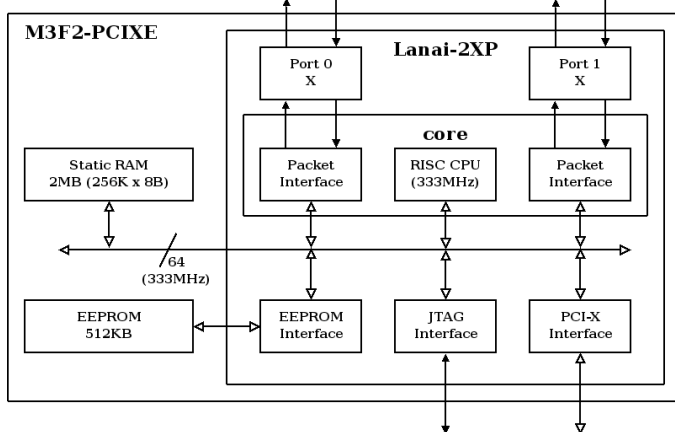 M3F2-PCIXE
Lanai-2XP
Port 0
X
Port 1
X
core
Static RAM
2MB (256K x 8B)
Packet
Interface
RISC CPU
(333MHz)
Packet
Interface
64
(333MHz)
EEPROM
512KB
EEPROM
Interface
JTAG
Interface
PCI-X
Interface